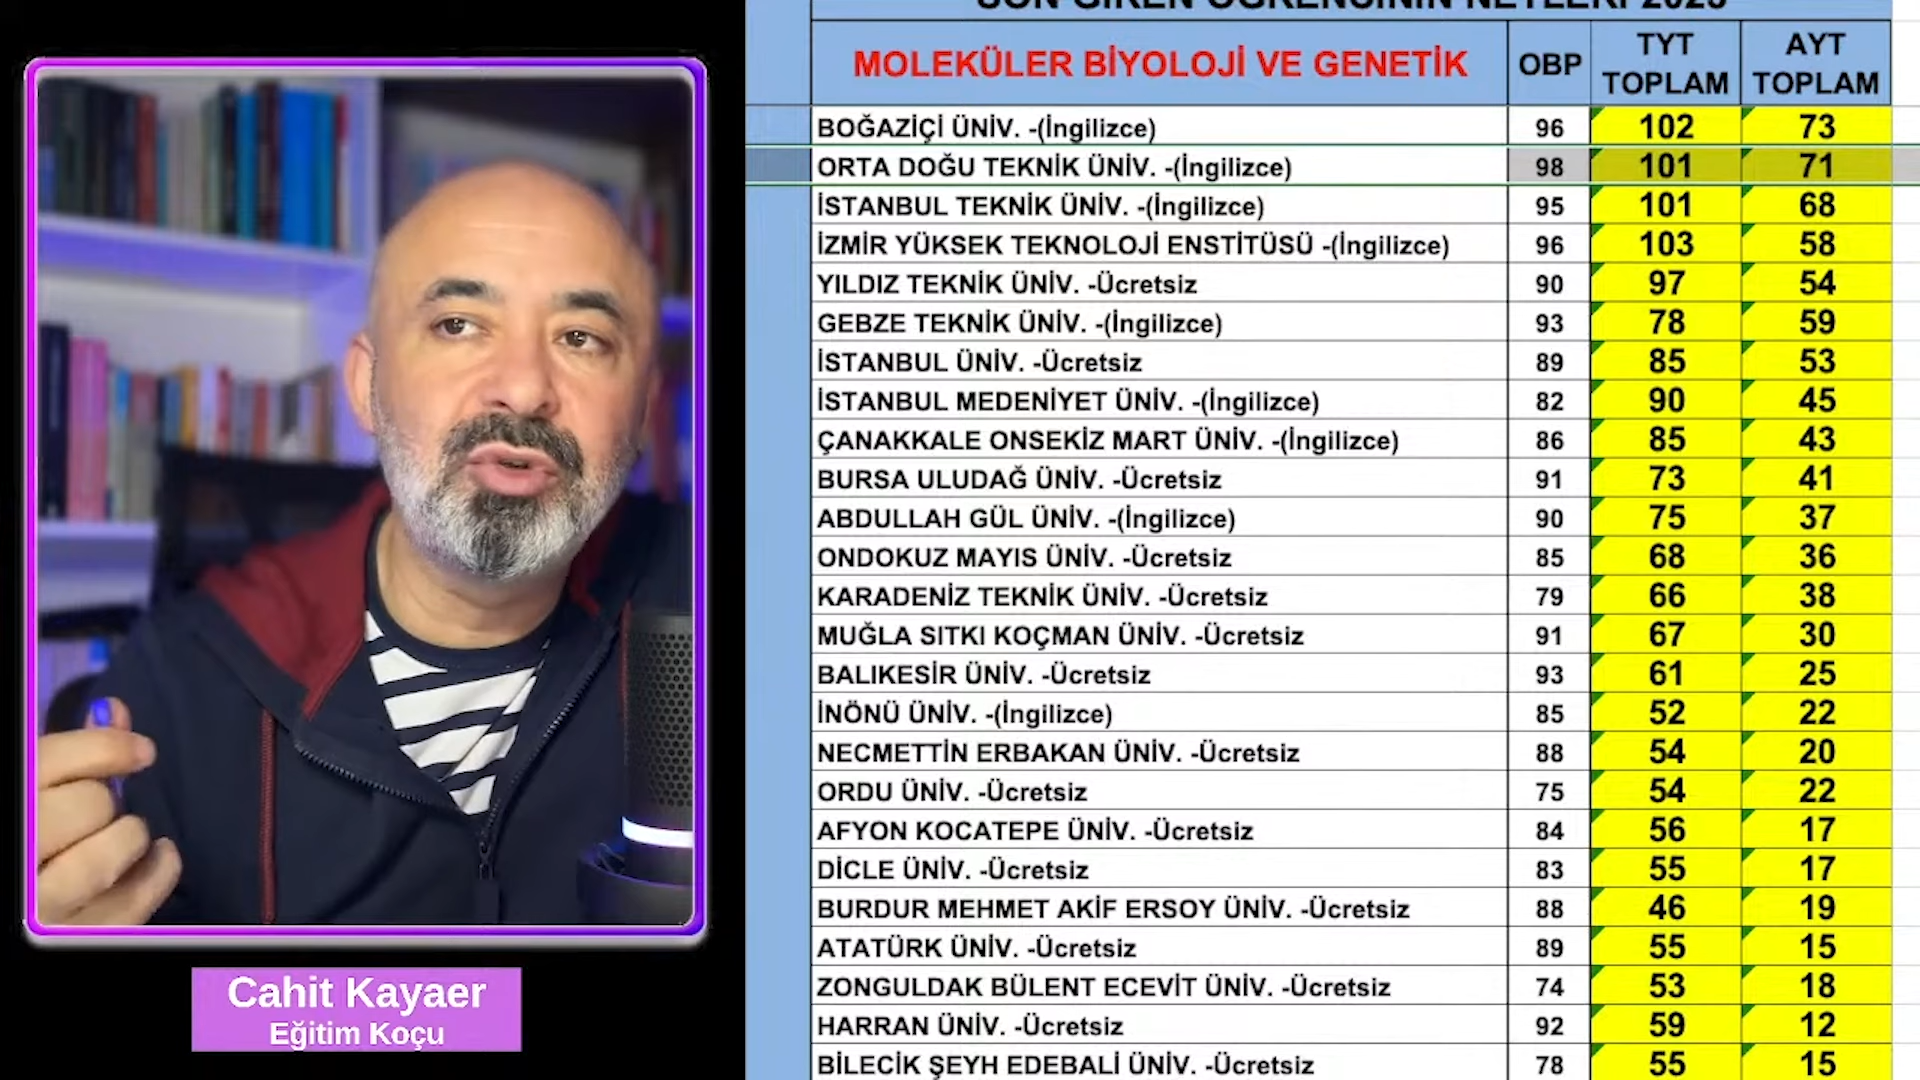 SON GİREN ÖĞRENCİNİN NETLERİ 2023
MOLEKÜLER BİYOLOJİ VE GENETİK OBP TYT TOPLAM AYT TOPLAM
BOĞAZİÇİ ÜNİV. -(İngilizce) 96 102 73
ORTA DOĞU TEKNİK ÜNİV. -(İngilizce) 98 101 71
İSTANBUL TEKNİK ÜNİV. -(İngilizce) 95 101 68
İZMİR YÜKSEK TEKNOLOJİ ENSTİTÜSÜ -(İngilizce) 96 103 58
YILDIZ TEKNİK ÜNİV. -Ücretsiz 90 97 54
GEBZE TEKNİK ÜNİV. -(İngilizce) 93 78 59
İSTANBUL ÜNİV. -Ücretsiz 89 85 53
İSTANBUL MEDENİYET ÜNİV. -(İngilizce) 82 90 45
ÇANAKKALE ONSEKİZ MART ÜNİV. -(İngilizce) 86 85 43
BURSA ULUDAĞ ÜNİV. -Ücretsiz 91 73 41
ABDULLAH GÜL ÜNİV. -(İngilizce) 90 75 37
ONDOKUZ MAYIS ÜNİV. -Ücretsiz 85 68 36
KARADENİZ TEKNİK ÜNİV. -Ücretsiz 79 66 38
MUĞLA SITKI KOÇMAN ÜNİV. -Ücretsiz 91 67 30
BALIKESİR ÜNİV. -Ücretsiz 93 61 25
İNÖNÜ ÜNİV. -(İngilizce) 85 52 22
NECMETTİN ERBAKAN ÜNİV. -Ücretsiz 88 54 20
ORDU ÜNİV. -Ücretsiz 75 54 22
AFYON KOCATEPE ÜNİV. -Ücretsiz 84 56 17
DİCLE ÜNİV. -Ücretsiz 83 55 17
BURDUR MEHMET AKİF ERSOY ÜNİV. -Ücretsiz 88 46 19
ATATÜRK ÜNİV. -Ücretsiz 89 55 15
ZONGULDAK BÜLENT ECEVİT ÜNİV. -Ücretsiz 74 53 18
HARRAN ÜNİV. -Ücretsiz 92 59 12
BİLECİK ŞEYH EDEBALİ ÜNİV. -Ücretsiz 78 55 15
Cahit Kayaer
Eğitim Koçu